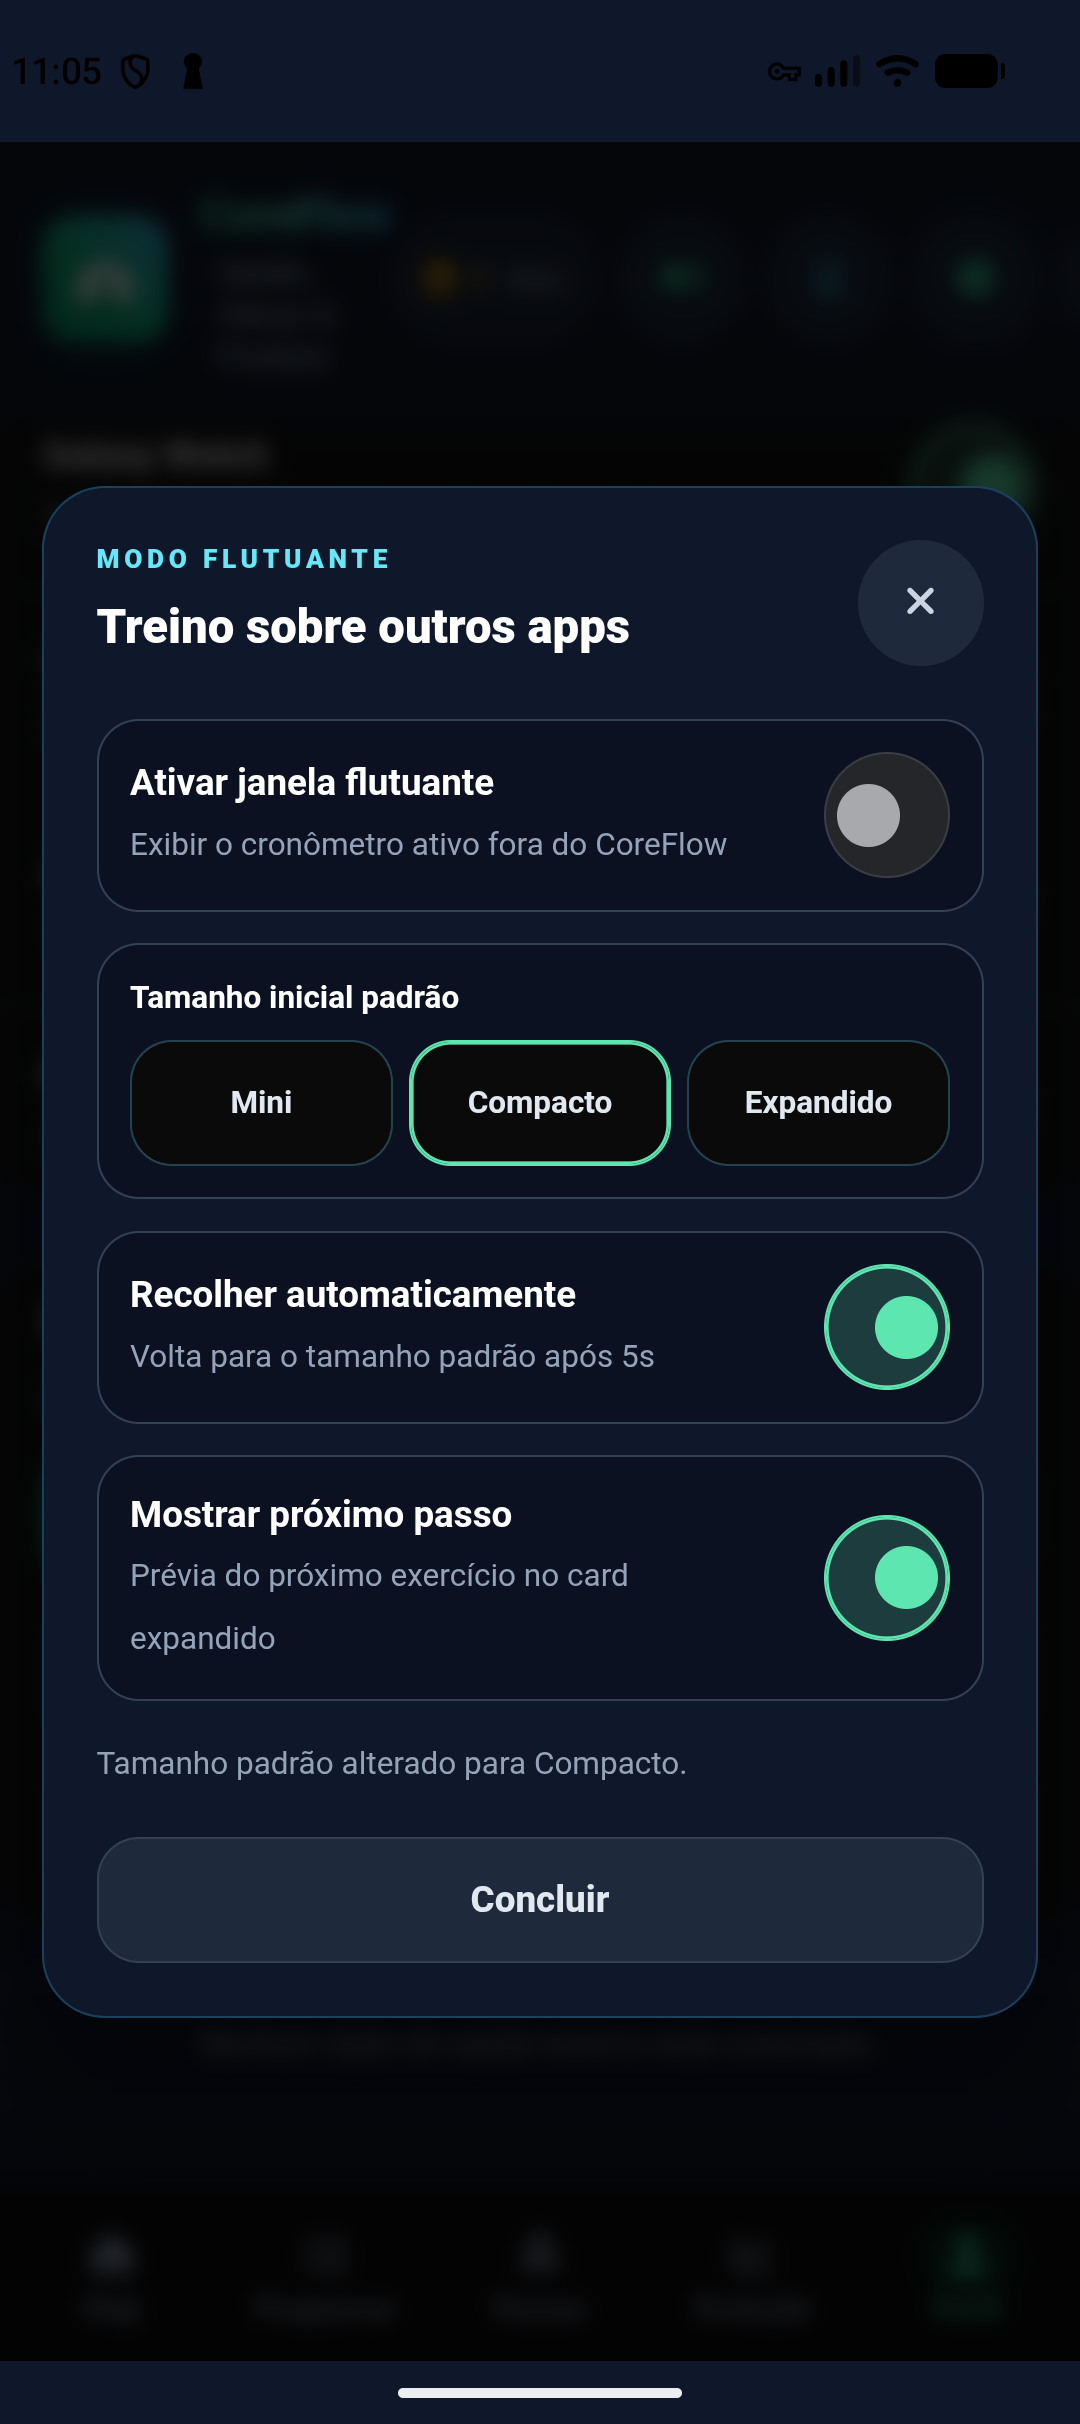 11:05
MODO FLUTUANTE
Treino sobre outros apps
Ativar janela flutuante
Exibir o cronômetro ativo fora do CoreFlow
Tamanho inicial padrão
Mini
Compacto
Expandido
Recolher automaticamente
Volta para o tamanho padrão após 5s
Mostrar próximo passo
Prévia do próximo exercício no card
expandido
Tamanho padrão alterado para Compacto.
Concluir